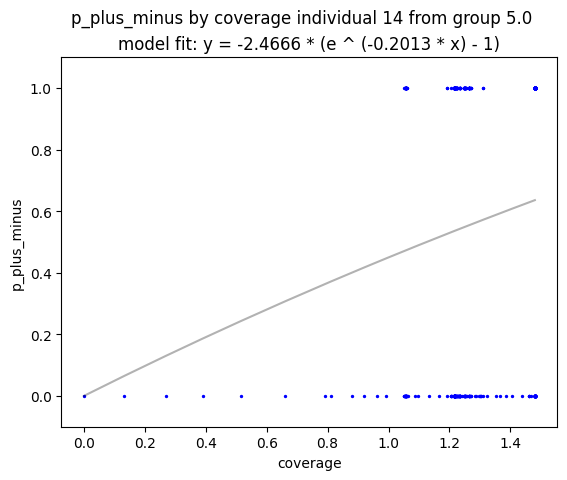 p_plus_minus by coverage individual 14 from group 5.0
model fit: y = -2.4666 * (e ^ (-0.2013 * x) - 1)
1.0
0.8
0.6
0.4
0.2
0.0
p_plus_minus
0.0 0.2 0.4 0.6 0.8 1.0 1.2 1.4
coverage